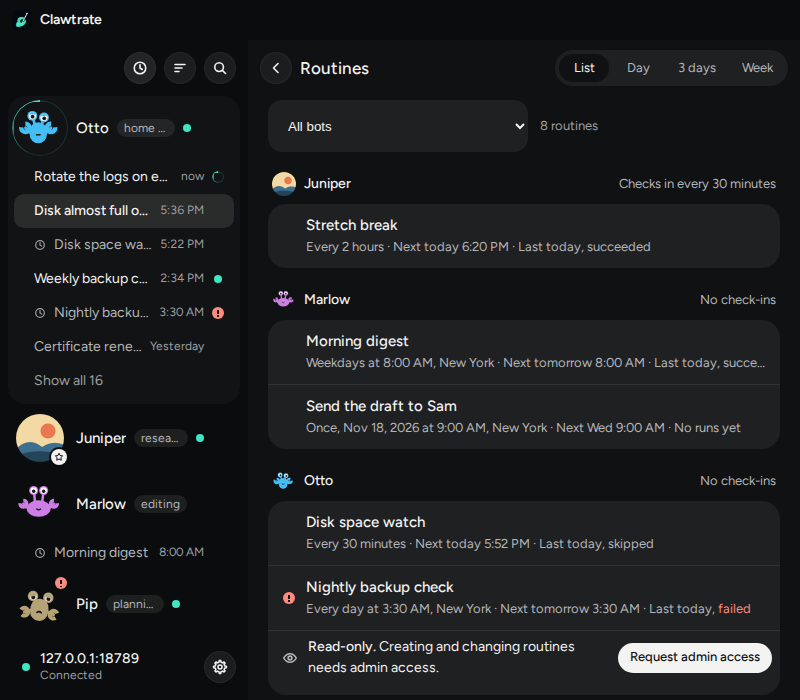 Clawtrate
Otto home ...
Rotate the logs on e... now
Disk almost full o... 5:36 PM
Disk space wa... 5:22 PM
Weekly backup c... 2:34 PM
Nightly backu... 3:30 AM
Certificate rene... Yesterday
Show all 16
Juniper resea...
Marlow editing
Morning digest 8:00 AM
Pip planni...
127.0.0.1:18789
Connected
Routines
List Day 3 days Week
All bots 8 routines
Juniper Checks in every 30 minutes
Stretch break
Every 2 hours · Next today 6:20 PM · Last today, succeeded
Marlow No check-ins
Morning digest
Weekdays at 8:00 AM, New York · Next tomorrow 8:00 AM · Last today, succe...
Send the draft to Sam
Once, Nov 18, 2026 at 9:00 AM, New York · Next Wed 9:00 AM · No runs yet
Otto No check-ins
Disk space watch
Every 30 minutes · Next today 5:52 PM · Last today, skipped
Nightly backup check
Every day at 3:30 AM, New York · Next tomorrow 3:30 AM · Last today, failed
Read-only. Creating and changing routines
needs admin access.
Request admin access